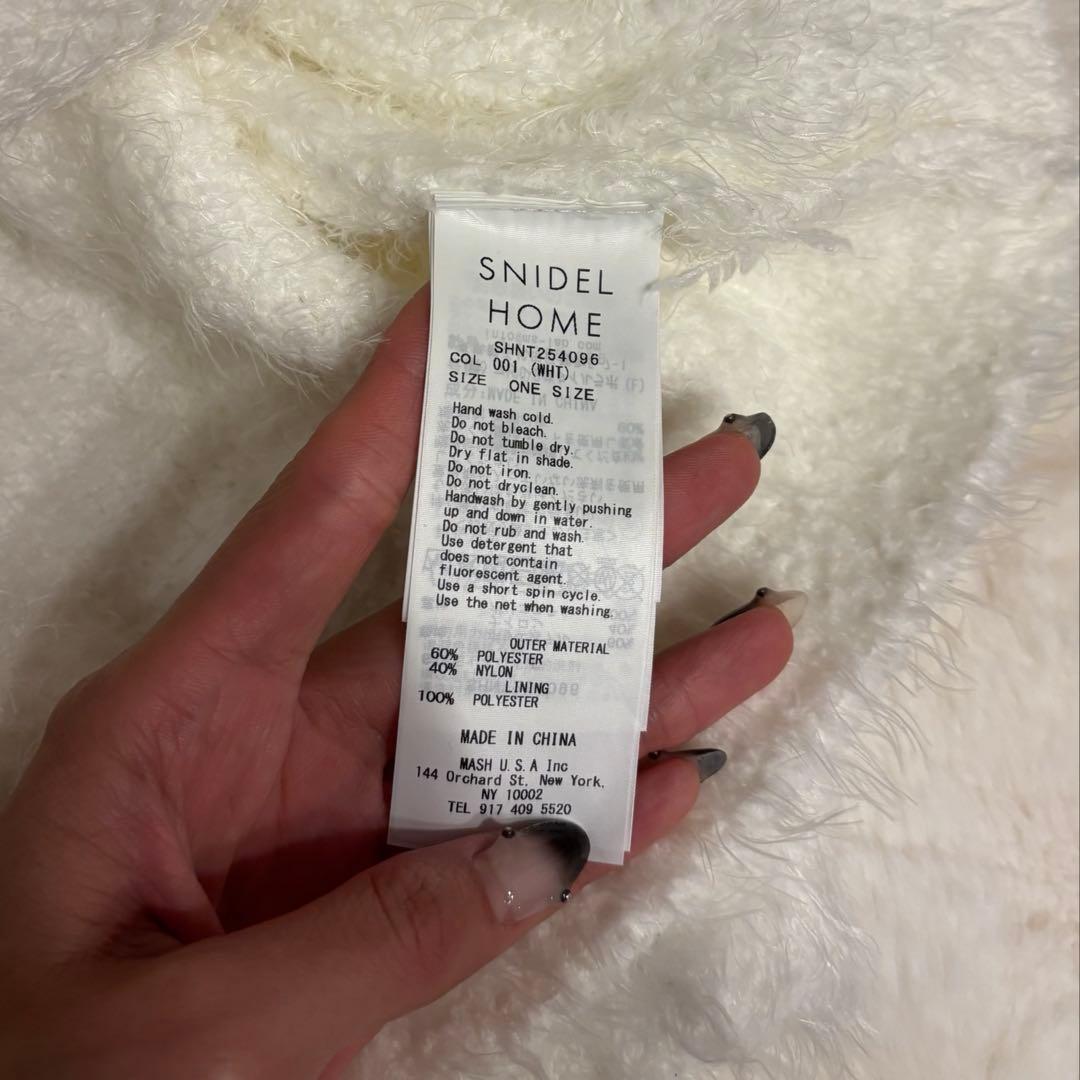 SNIDEL
HOME
SHNT254096
COL 001 (WHT)
SIZE ONE SIZE
Hand wash cold.
Do not bleach.
Do not tumble dry.
Dry flat in shade.
Do not iron.
Do not dryclean.
Handwash by gently pushing
up and down in water.
Do not rub and wash.
Use detergent that
does not contain
fluorescent agent.
Use a short spin cycle.
Use the net when washing.
OUTER MATERIAL
60% POLYESTER
40% NYLON
LINING
100% POLYESTER
MADE IN CHINA
MASH U.S.A Inc
144 Orchard St, New York,
NY 10002
TEL 917 409 5520